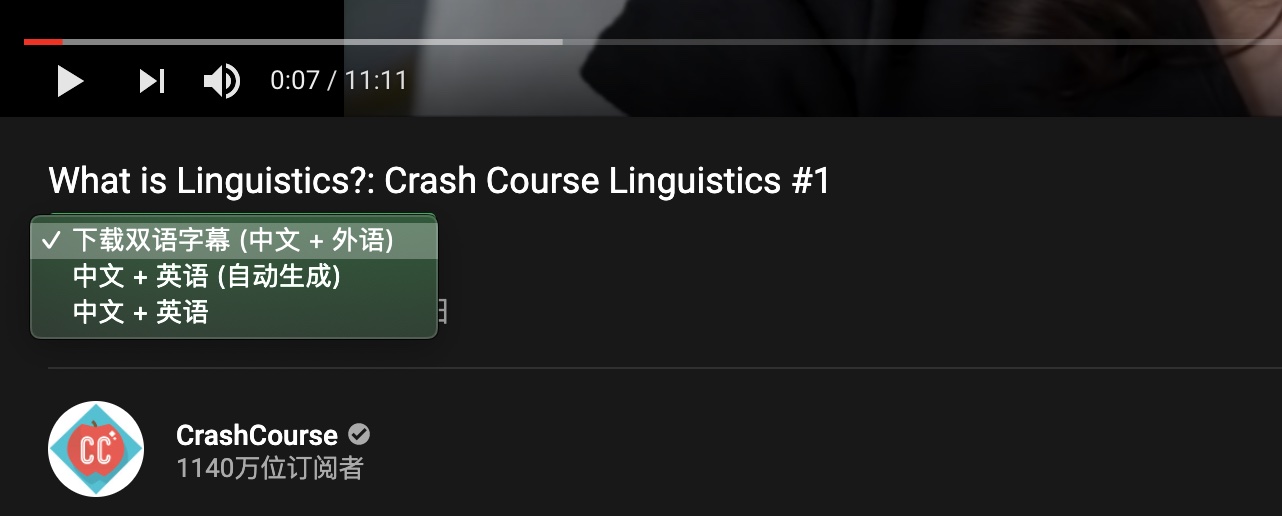 0:07 / 11:11
What is Linguistics?: Crash Course Linguistics #1
✓ 下载双语字幕 (中文 + 外语)
中文 + 英语 (自动生成)
中文 + 英语
CC
CrashCourse
1140万位订阅者